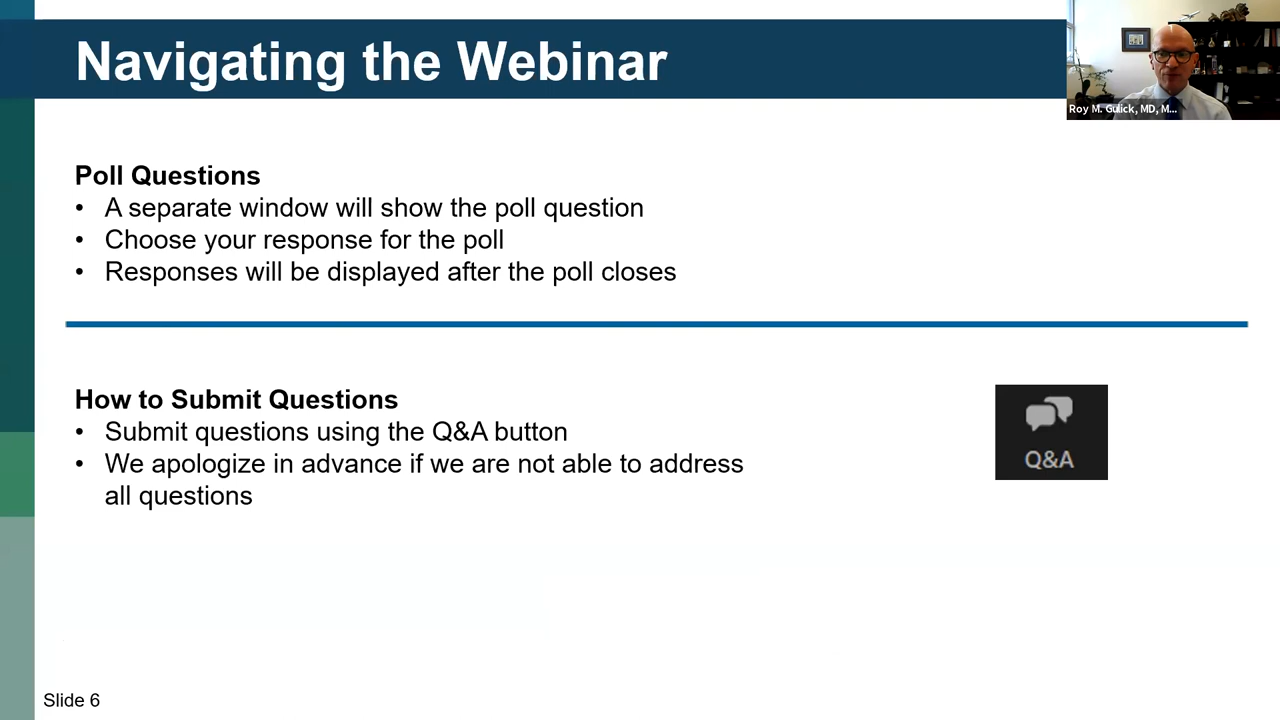 Navigating the Webinar
Roy M. Gulick, MD, M...
Poll Questions
• A separate window will show the poll question
• Choose your response for the poll
• Responses will be displayed after the poll closes
How to Submit Questions
• Submit questions using the Q&A button
• We apologize in advance if we are not able to address
all questions
Q&A
Slide 6